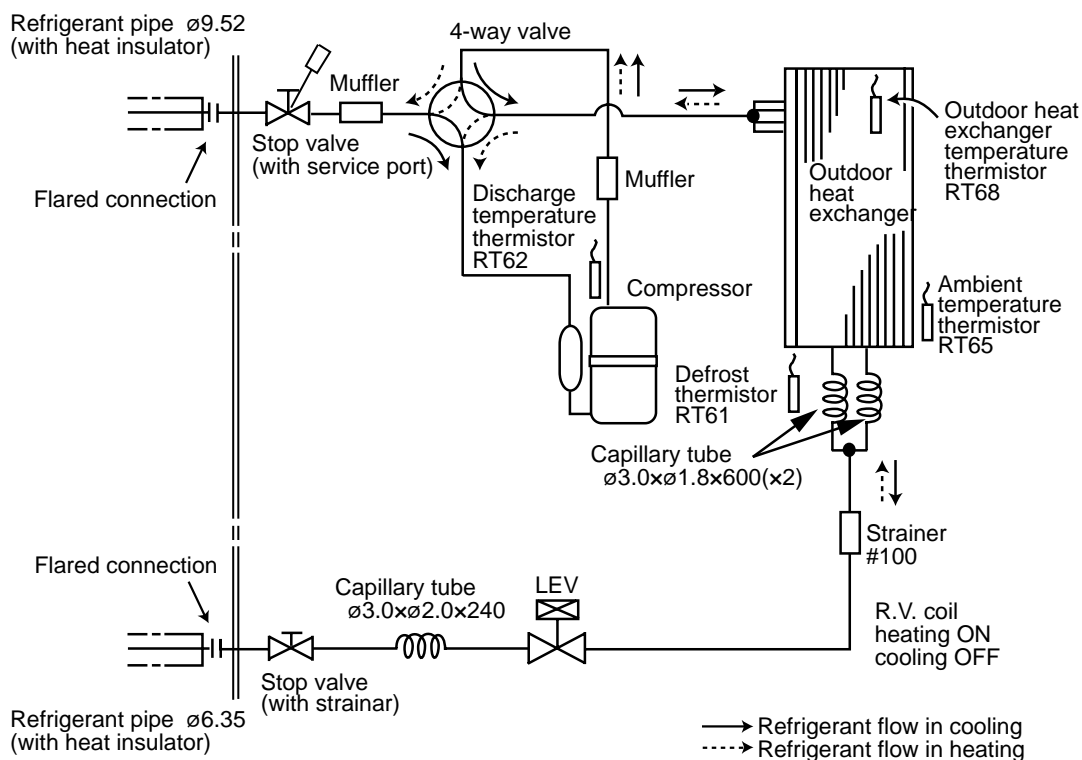 Refrigerant pipe ø9.52
(with heat insulator)
4-way valve
Muffler
Stop valve
(with service port)
Flared connection
Outdoor heat
exchanger
temperature
thermistor
RT68
Outdoor
heat
exchanger
Muffler
Discharge
temperature
thermistor
RT62
Compressor
Ambient
temperature
thermistor
RT65
Defrost
thermistor
RT61
Capillary tube
ø3.0×ø1.8×600(×2)
Strainer
#100
Flared connection
Capillary tube
ø3.0×ø2.0×240
LEV
R.V. coil
heating ON
cooling OFF
Stop valve
(with strainar)
Refrigerant pipe ø6.35
(with heat insulator)
Refrigerant flow in cooling
Refrigerant flow in heating